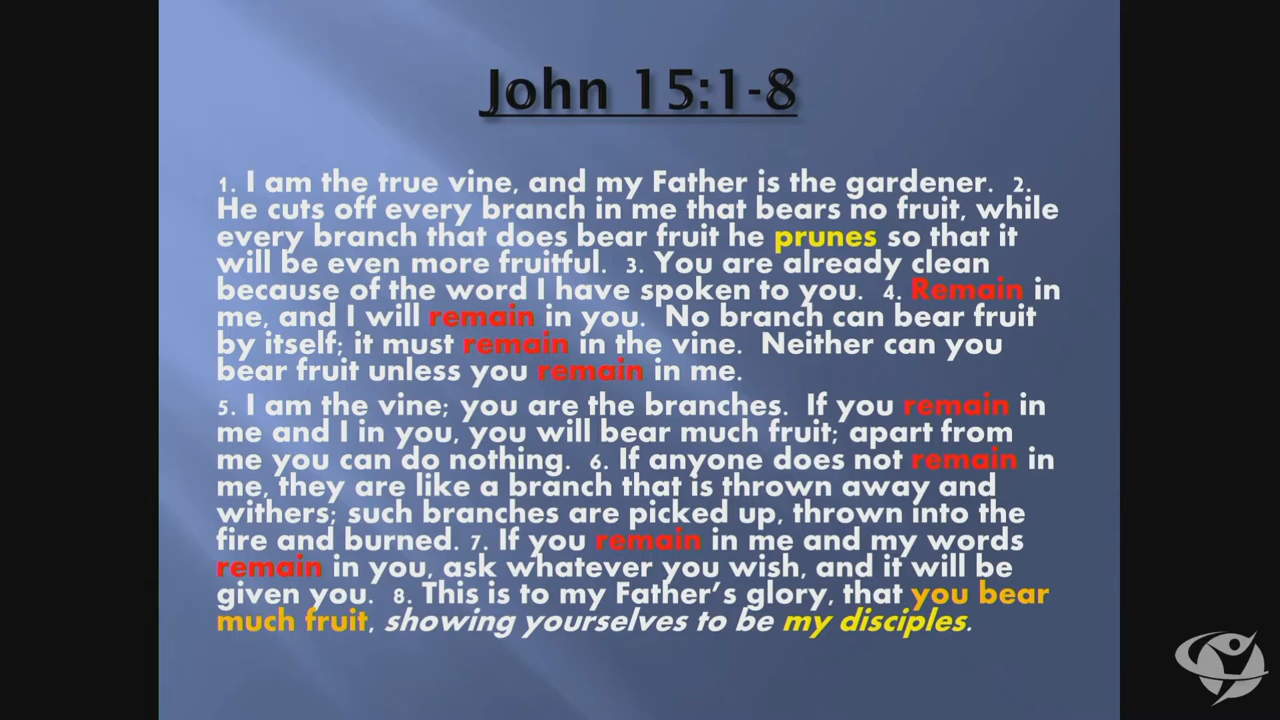 John 15:1-8
1. I am the true vine, and my Father is the gardener. 2.
He cuts off every branch in me that bears no fruit, while
every branch that does bear fruit he prunes so that it
will be even more fruitful. 3. You are already clean
because of the word I have spoken to you. 4. Remain in
me, and I will remain in you. No branch can bear fruit
by itself; it must remain in the vine. Neither can you
bear fruit unless you remain in me.
5. I am the vine; you are the branches. If you remain in
me and I in you, you will bear much fruit; apart from
me you can do nothing. 6. If anyone does not remain in
me, they are like a branch that is thrown away and
withers; such branches are picked up, thrown into the
fire and burned. 7. If you remain in me and my words
remain in you, ask whatever you wish, and it will be
given you. 8. This is to my Father's glory, that you bear
much fruit, showing yourselves to be my disciples.